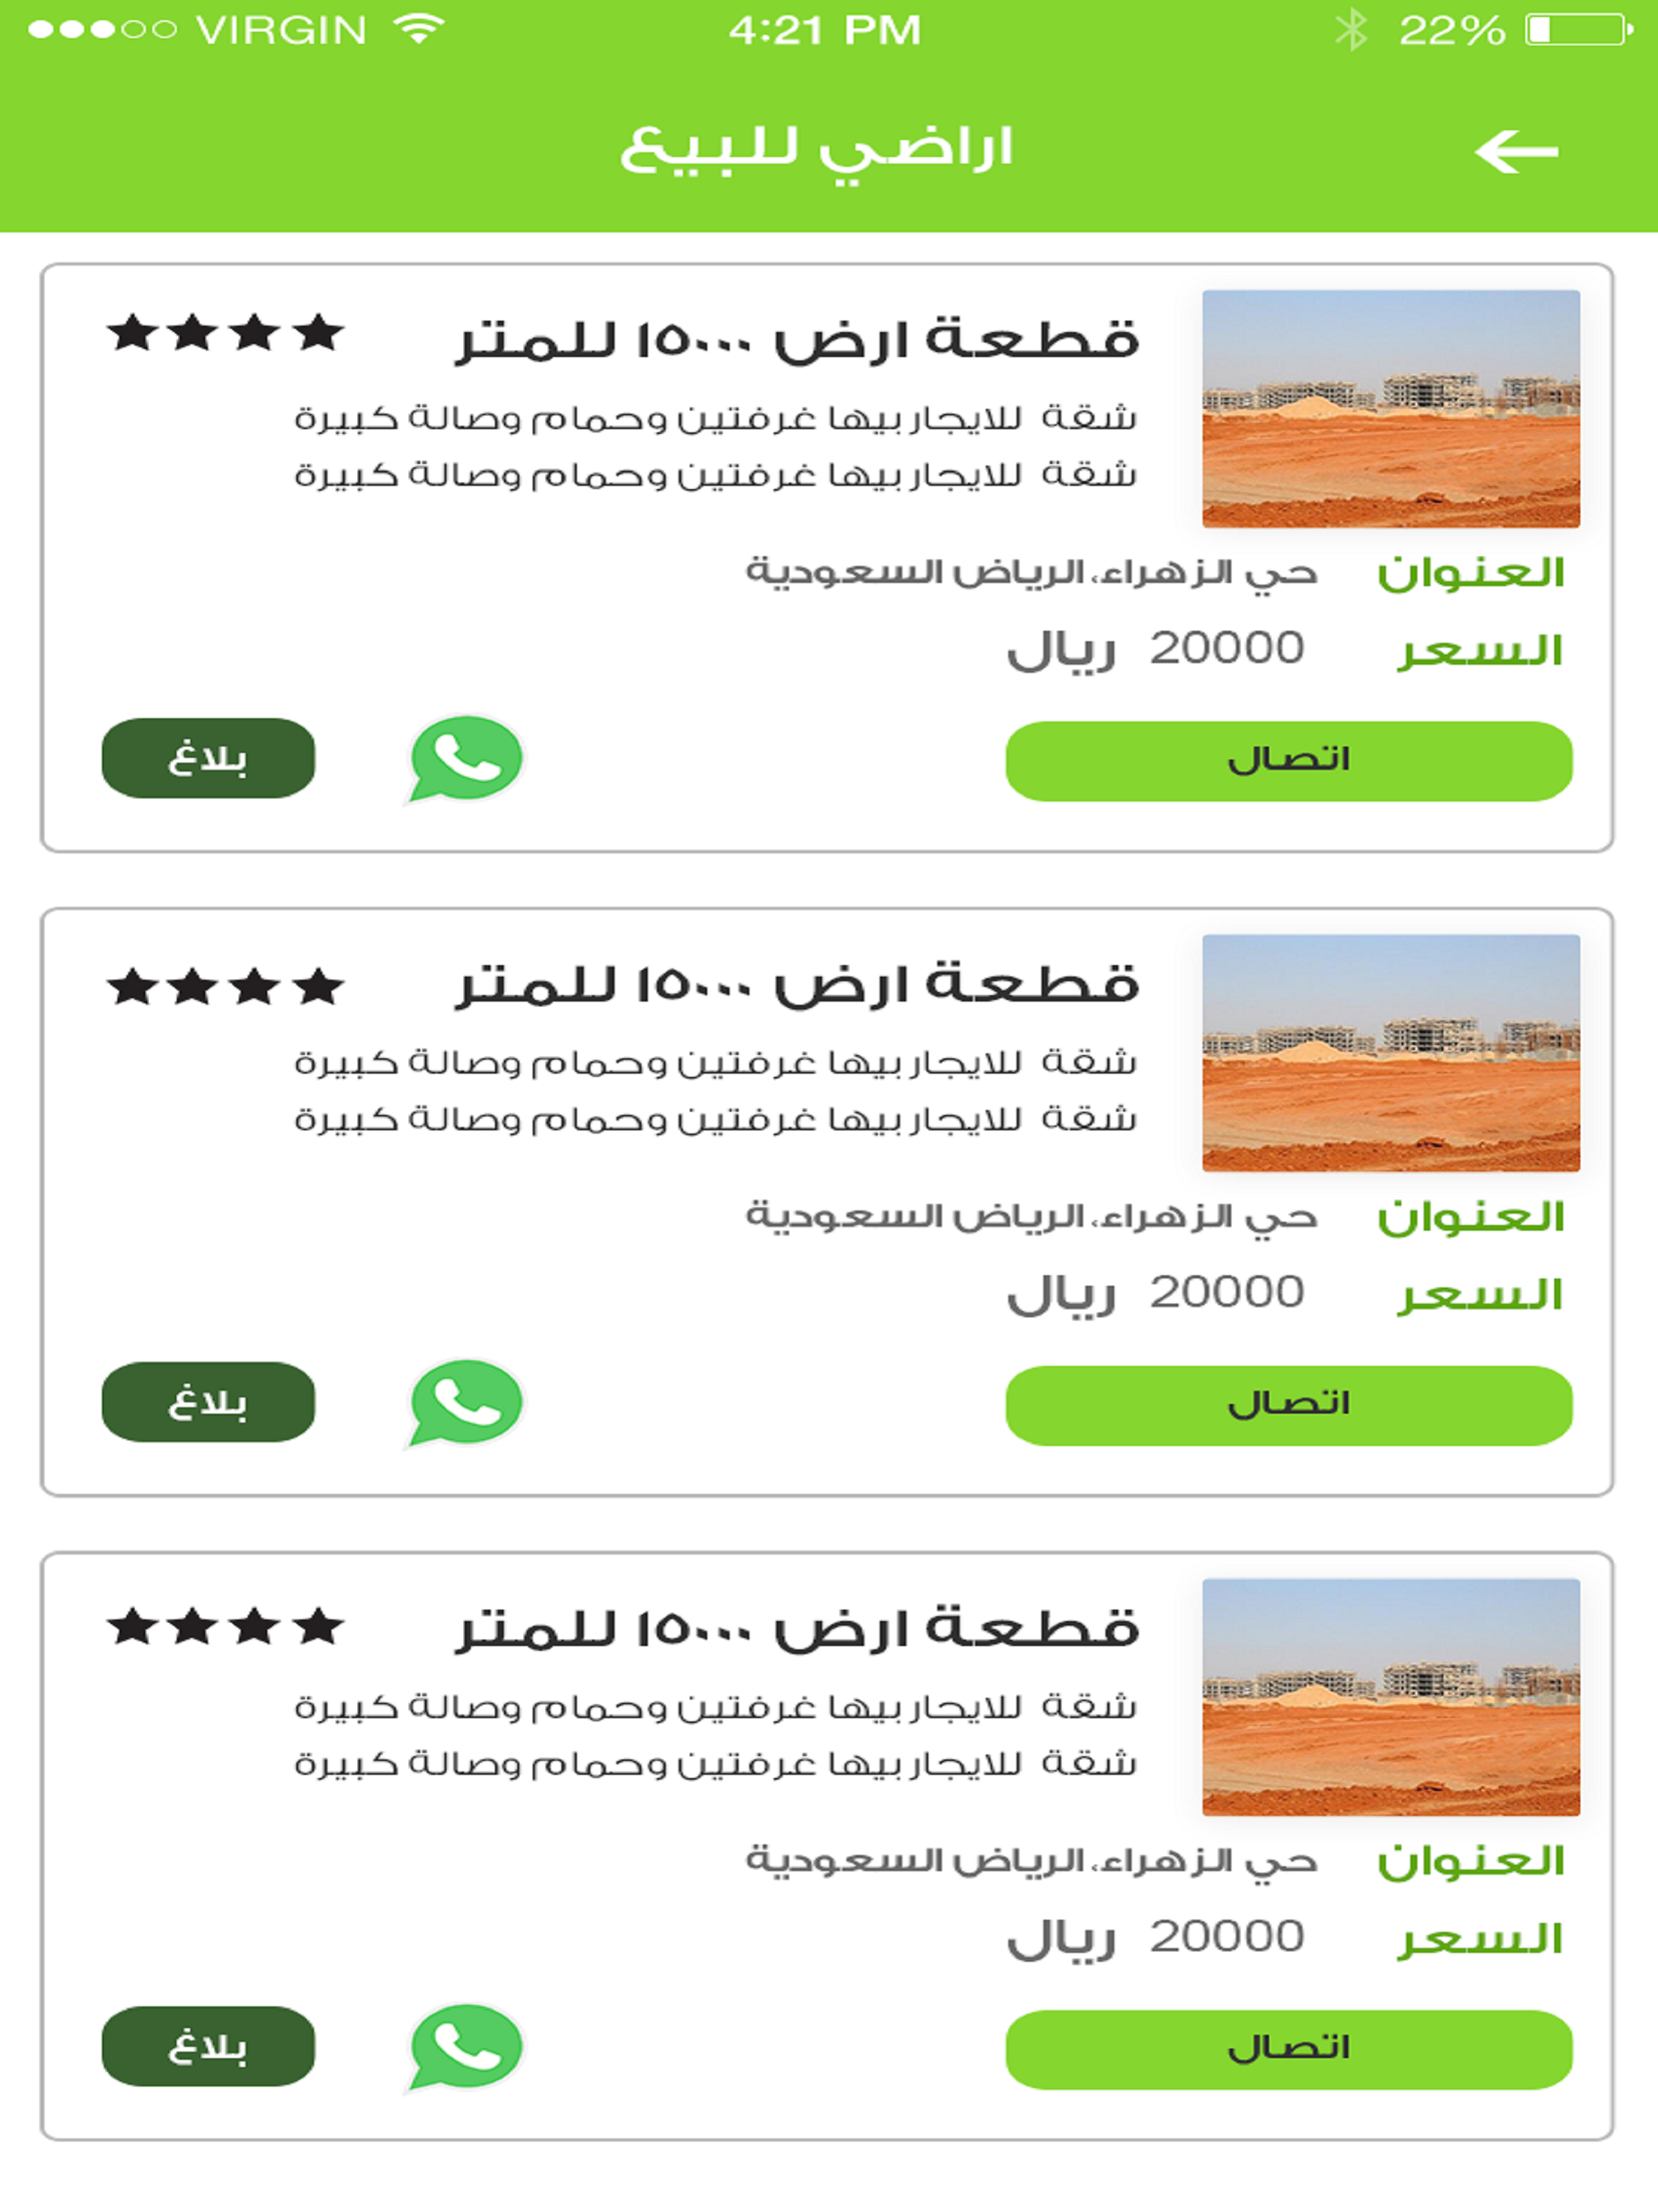 VIRGIN 4:21 PM 22%
اراضي للبيع
قطعة ارض ١٥٠٠٠ للمتر
شقة للايجار بيها غرفتين وحمام وصالة كبيرة
شقة للايجار بيها غرفتين وحمام وصالة كبيرة
العنوان حي الزهراء، الرياض السعودية
السعر 20000 ريال
اتصال بلاغ
قطعة ارض ١٥٠٠٠ للمتر
شقة للايجار بيها غرفتين وحمام وصالة كبيرة
شقة للايجار بيها غرفتين وحمام وصالة كبيرة
العنوان حي الزهراء، الرياض السعودية
السعر 20000 ريال
اتصال بلاغ
قطعة ارض ١٥٠٠٠ للمتر
شقة للايجار بيها غرفتين وحمام وصالة كبيرة
شقة للايجار بيها غرفتين وحمام وصالة كبيرة
العنوان حي الزهراء، الرياض السعودية
السعر 20000 ريال
اتصال بلاغ